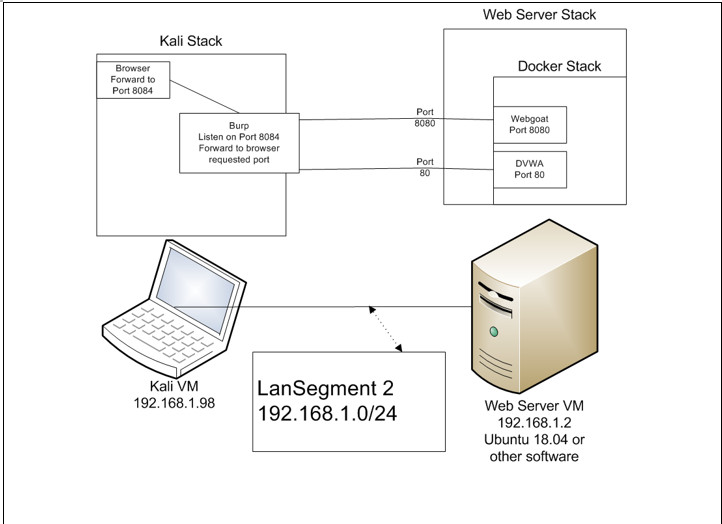 Web Server Stack
Kali Stack
Browser
Forward to
Port 8084
Docker Stack
Burp
Listen on Port 8084
Forward to browser
requested port
Port
8080
Webgoat
Port 8080
Port
80
DVWA
Port 80
Kali VM
192.168.1.98
LanSegment 2
192.168.1.0/24
Web Server VM
192.168.1.2
Ubuntu 18.04 or
other software